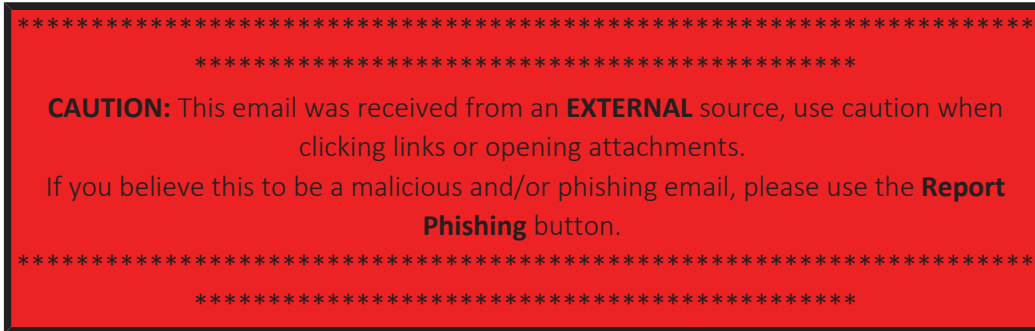 *********************************************************************
*********************************************
CAUTION: This email was received from an EXTERNAL source, use caution when
clicking links or opening attachments.
If you believe this to be a malicious and/or phishing email, please use the Report
Phishing button.
*********************************************************************
*********************************************